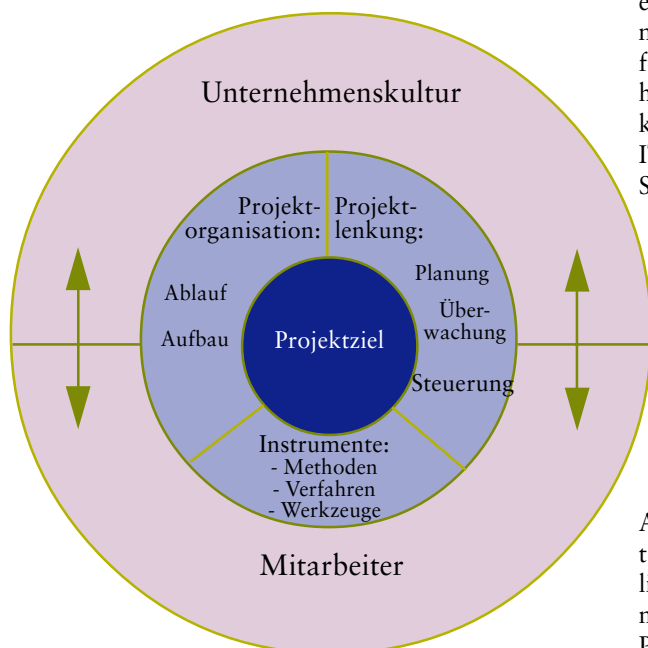 Unternehmenskultur
Projekt-
organisation:
Ablauf
Aufbau
Projekt-
lenkung:
Planung
Über-
wachung
Steuerung
Projektziel
Instrumente:
- Methoden
- Verfahren
- Werkzeuge
Mitarbeiter